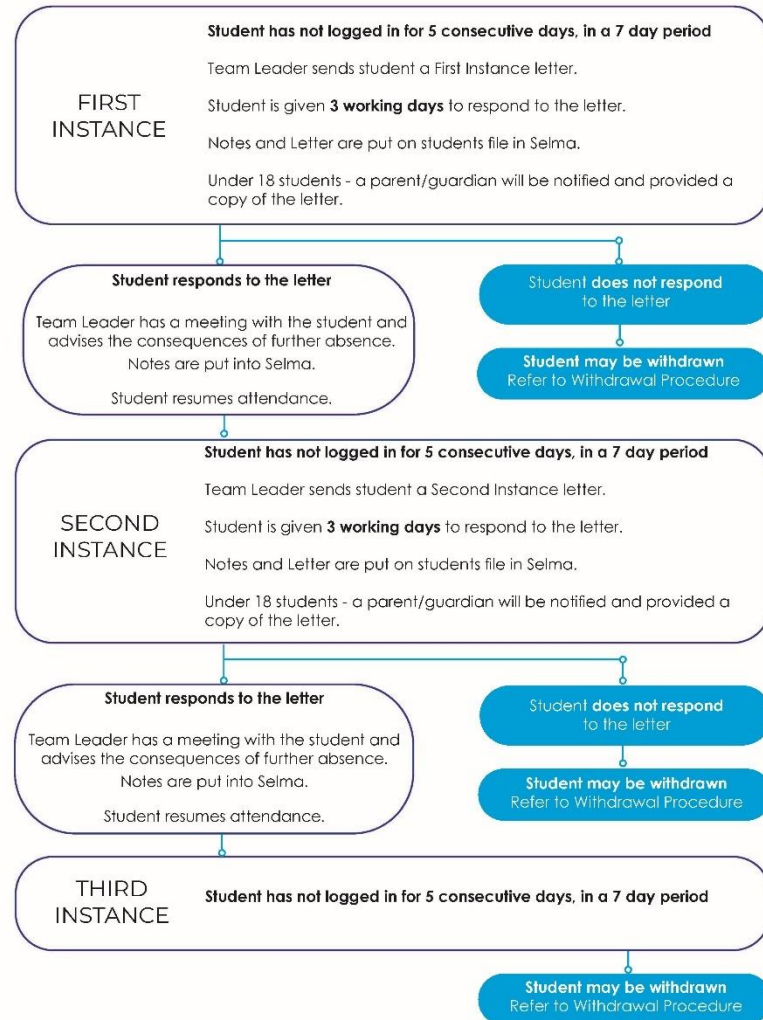 Student has not logged in for 5 consecutive days, in a 7 day period
FIRST
INSTANCE
Team Leader sends student a First Instance letter.
Student is given 3 working days to respond to the letter.
Notes and Letter are put on students file in Selma.
Under 18 students - a parent/guardian will be notified and provided a
copy of the letter.
Student responds to the letter
Team Leader has a meeting with the student and
advises the consequences of further absence.
Notes are put into Selma.
Student resumes attendance.
Student does not respond
to the letter
Student may be withdrawn
Refer to Withdrawal Procedure
Student has not logged in for 5 consecutive days, in a 7 day period
SECOND
INSTANCE
Team Leader sends student a Second Instance letter.
Student is given 3 working days to respond to the letter.
Notes and Letter are put on students file in Selma.
Under 18 students - a parent/guardian will be notified and provided a
copy of the letter.
Student responds to the letter
Team Leader has a meeting with the student and
advises the consequences of further absence.
Notes are put into Selma.
Student resumes attendance.
Student does not respond
to the letter
Student may be withdrawn
Refer to Withdrawal Procedure
THIRD
INSTANCE
Student has not logged in for 5 consecutive days, in a 7 day period
Student may be withdrawn
Refer to Withdrawal Procedure